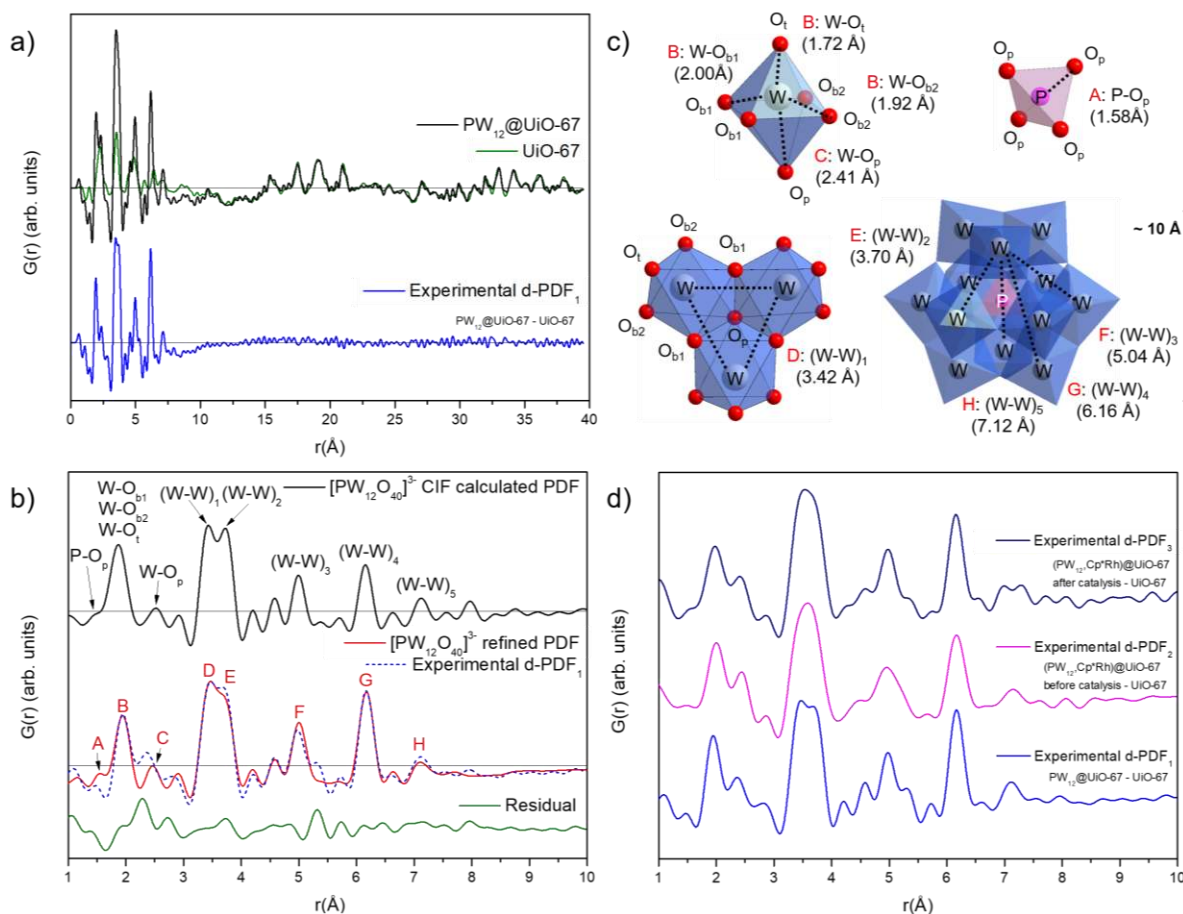 a)
G(r) (arb. units)
PW12@UiO-67
UiO-67
Experimental d-PDF1
PW12@UiO-67 - UiO-67
0 5 10 15 20 25 30 35 40
r(Å)
c)
Ot
B: W-Ot
(1.72 Å)
B: W-Ob1
(2.00Å)
W
Ob1
Ob1
Ob2
Ob2
B: W-Ob2
(1.92 Å)
C: W-Op
(2.41 Å)
Op
Op
Op
P
Op
Op
A: P-Op
(1.58Å)
Ob2
Ot
Ob1
W
W
Ob2
Op
Ob1
W
D: (W-W)1
(3.42 Å)
E: (W-W)2
(3.70 Å)
~ 10 Å
W
W
W
W
W
P
W
W
W
W
W
W
F: (W-W)3
(5.04 Å)
G: (W-W)4
(6.16 Å)
H: (W-W)5
(7.12 Å)
b)
G(r) (arb. units)
W-Ob1
W-Ob2
W-Ot
P-Op
W-Op
(W-W)1
(W-W)2
[PW12O40]3- CIF calculated PDF
(W-W)3
(W-W)4
(W-W)5
[PW12O40]3- refined PDF
Experimental d-PDF1
A
B
C
D
E
F
G
H
Residual
1 2 3 4 5 6 7 8 9 10
r(Å)
d)
G(r) (arb. units)
Experimental d-PDF3
(PW12,Cp*Rh)@UiO-67
after catalysis - UiO-67
Experimental d-PDF2
(PW12,Cp*Rh)@UiO-67
before catalysis - UiO-67
Experimental d-PDF1
PW12@UiO-67 - UiO-67
1 2 3 4 5 6 7 8 9 10
r (Å)